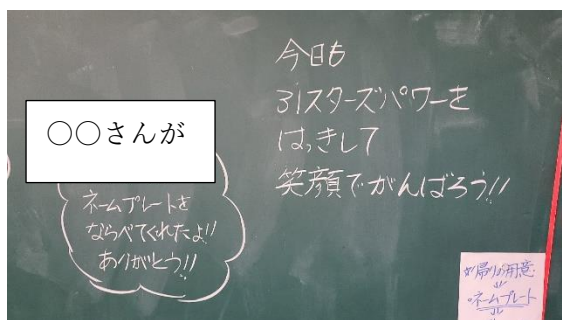 今日も
31スターズパワーを
はっきして
笑顔でがんばろう!!
○○さんが
ネームプレートを
ならべてくれたよ!!
ありがとう!!
帰りの用意
↓
・ネームプレート